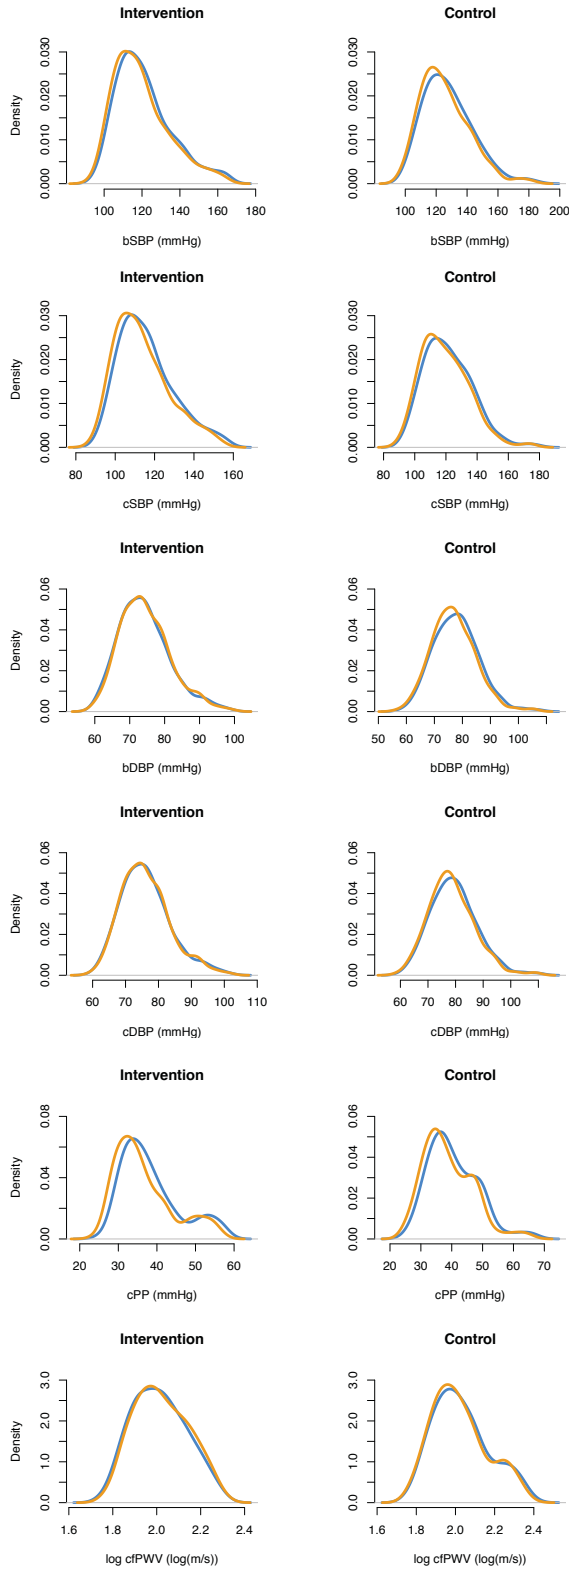 Intervention
Control
Density
0.000 0.010 0.020 0.030
0.000 0.010 0.020 0.030
100 120 140 160 180
100 120 140 160 180 200
bSBP (mmHg)
bSBP (mmHg)
Intervention
Control
Density
0.000 0.010 0.020 0.030
0.000 0.010 0.020 0.030
80 100 120 140 160
80 100 120 140 160 180
cSBP (mmHg)
cSBP (mmHg)
Intervention
Control
Density
0.00 0.02 0.04 0.06
0.00 0.02 0.04 0.06
60 70 80 90 100
50 60 70 80 90 100
bDBP (mmHg)
bDBP (mmHg)
Intervention
Control
Density
0.00 0.02 0.04 0.06
0.00 0.02 0.04 0.06
60 70 80 90 100 110
60 70 80 90 100
cDBP (mmHg)
cDBP (mmHg)
Intervention
Control
Density
0.00 0.04 0.08
0.00 0.02 0.04 0.06
20 30 40 50 60
20 30 40 50 60 70
cPP (mmHg)
cPP (mmHg)
Intervention
Control
Density
0.0 1.0 2.0 3.0
0.0 1.0 2.0 3.0
1.6 1.8 2.0 2.2 2.4
1.6 1.8 2.0 2.2 2.4
log cfPWV (log(m/s))
log cfPWV (log(m/s))